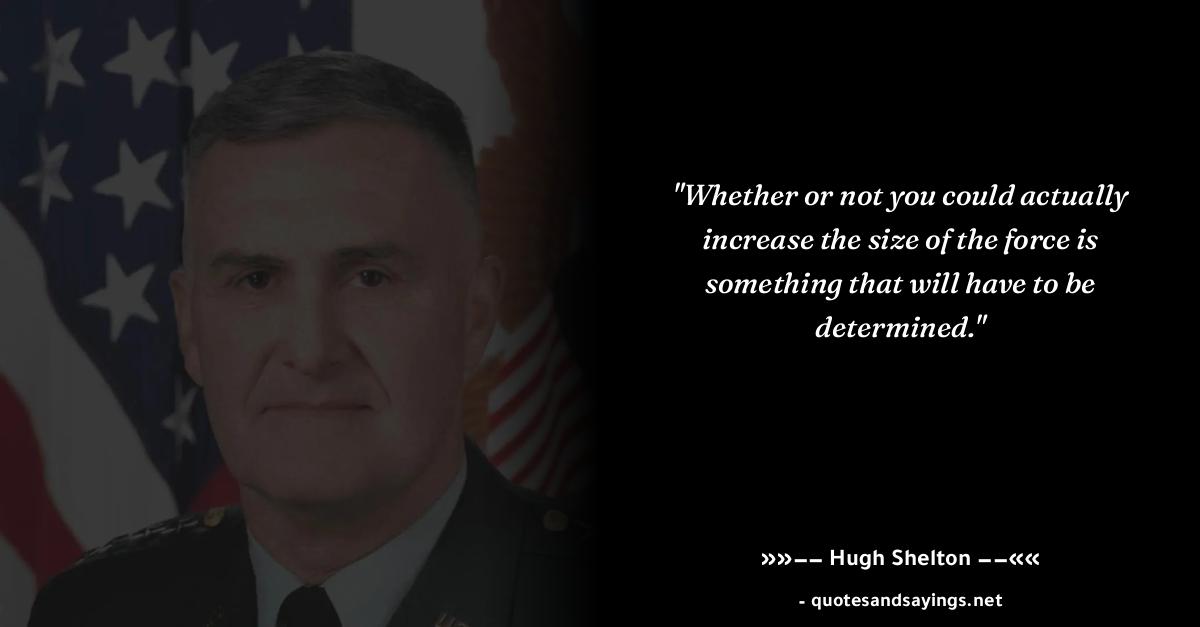 "Whether or not you could actually
increase the size of the force is
something that will have to be
determined."
»»–– Hugh Shelton ––««
- quotesandsayings.net